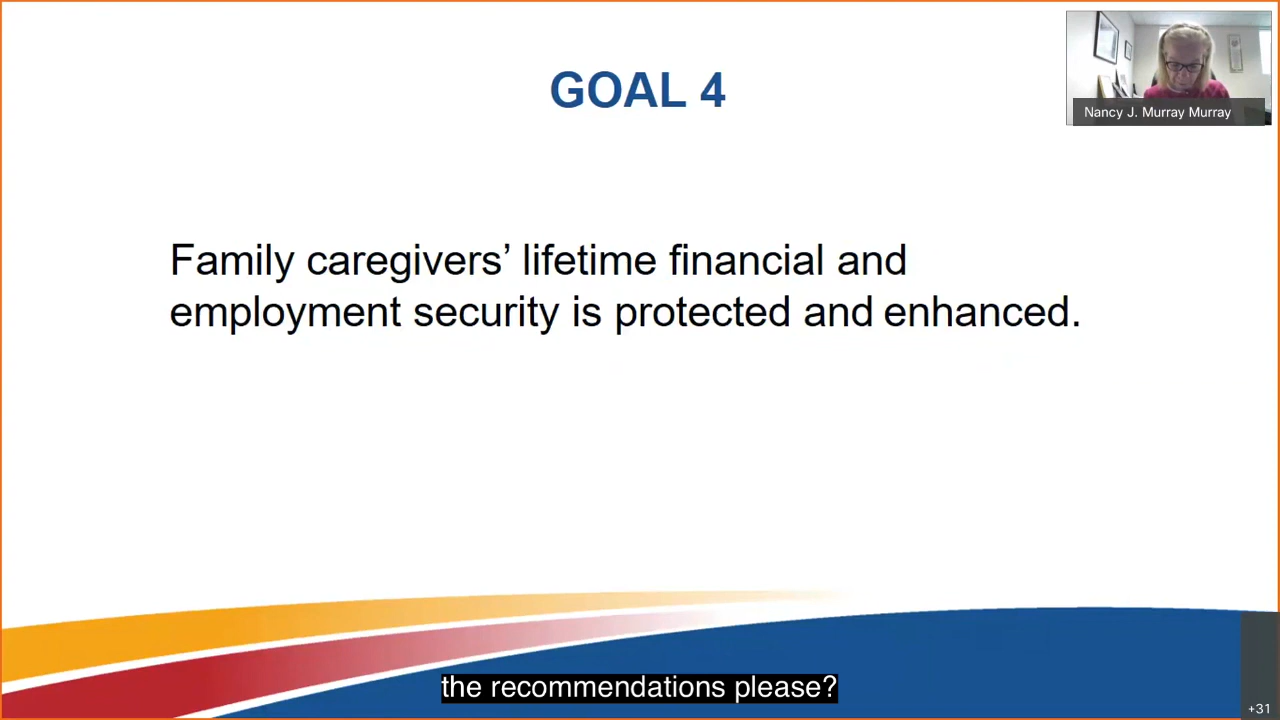 GOAL 4
Nancy J. Murray Murray
Family caregivers’ lifetime financial and
employment security is protected and enhanced.
the recommendations please?
+31